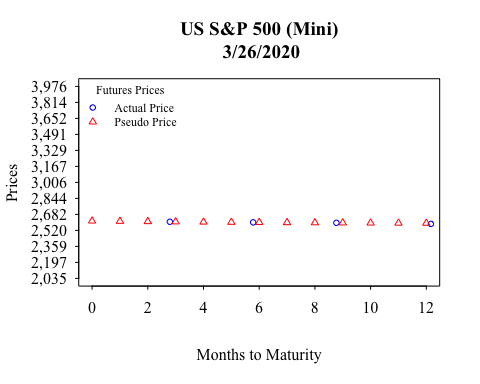 US S&P 500 (Mini)
3/26/2020
Futures Prices
Actual Price
Pseudo Price
Prices
3,976
3,814
3,652
3,491
3,329
3,167
3,006
2,844
2,682
2,520
2,359
2,197
2,035
0 2 4 6 8 10 12
Months to Maturity